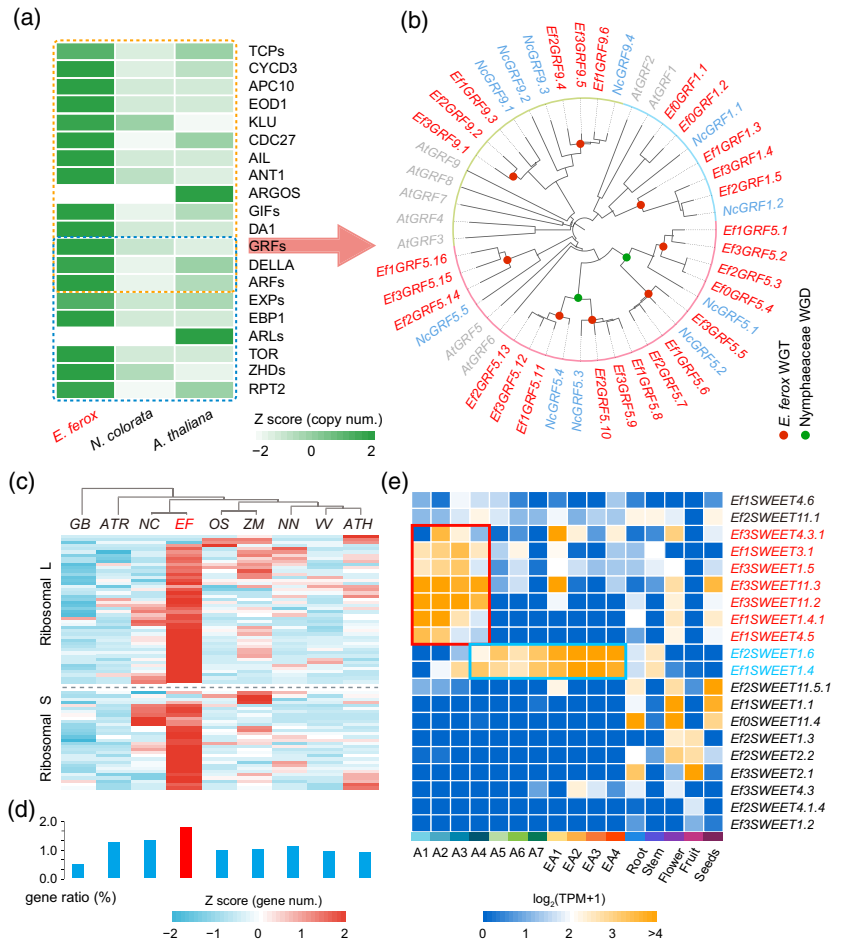 (a)
TCPs
CYCD3
APC10
EOD1
KLU
CDC27
AIL
ANT1
ARGOS
GIFs
DA1
GRFs
DELLA
ARFs
EXPs
EBP1
ARLs
TOR
ZHDs
RPT2
E. ferox
N. colorata
A. thaliana
Z score (copy num.)
−2 0 2
(b)
AtGRF3
AtGRF4
AtGRF7
AtGRF8
AtGRF9
Ef3GRF9.1
Ef2GRF9.2
Ef1GRF9.3
NcGRF9.1
NcGRF9.2
NcGRF9.3
Ef2GRF9.4
Ef3GRF9.5
Ef1GRF9.6
NcGRF9.4
AtGRF2
AtGRF1
Ef0GRF1.1
Ef0GRF1.2
NcGRF1.1
Ef1GRF1.3
Ef3GRF1.4
Ef2GRF1.5
NcGRF1.2
Ef1GRF5.1
Ef3GRF5.2
Ef2GRF5.3
Ef0GRF5.4
NcGRF5.1
Ef3GRF5.5
NcGRF5.2
Ef1GRF5.6
Ef2GRF5.7
Ef1GRF5.8
Ef3GRF5.9
Ef2GRF5.10
NcGRF5.3
NcGRF5.4
Ef1GRF5.11
Ef3GRF5.12
Ef2GRF5.13
AtGRF6
AtGRF5
NcGRF5.5
Ef2GRF5.14
Ef3GRF5.15
Ef1GRF5.16
E. ferox WGT
Nymphaeaceae WGD
(c)
GB ATR NC EF OS ZM NN VV ATH
Ribosomal L
Ribosomal S
(d)
2.0
1.0
0.0
gene ratio (%)
Z score (gene num.)
−2 −1 0 1 2
(e)
Ef1SWEET4.6
Ef2SWEET11.1
Ef3SWEET4.3.1
Ef1SWEET3.1
Ef3SWEET1.5
Ef3SWEET11.3
Ef3SWEET11.2
Ef1SWEET1.4.1
Ef1SWEET4.5
Ef2SWEET1.6
Ef1SWEET1.4
Ef2SWEET11.5.1
Ef1SWEET1.1
Ef0SWEET11.4
Ef2SWEET1.3
Ef2SWEET2.2
Ef3SWEET2.1
Ef3SWEET4.3
Ef2SWEET4.1.4
Ef3SWEET1.2
A1 A2 A3 A4 A5 A6 A7 EA1 EA2 EA3 EA4 Root Stem Flower Fruit Seeds
log2(TPM+1)
0 2 >4